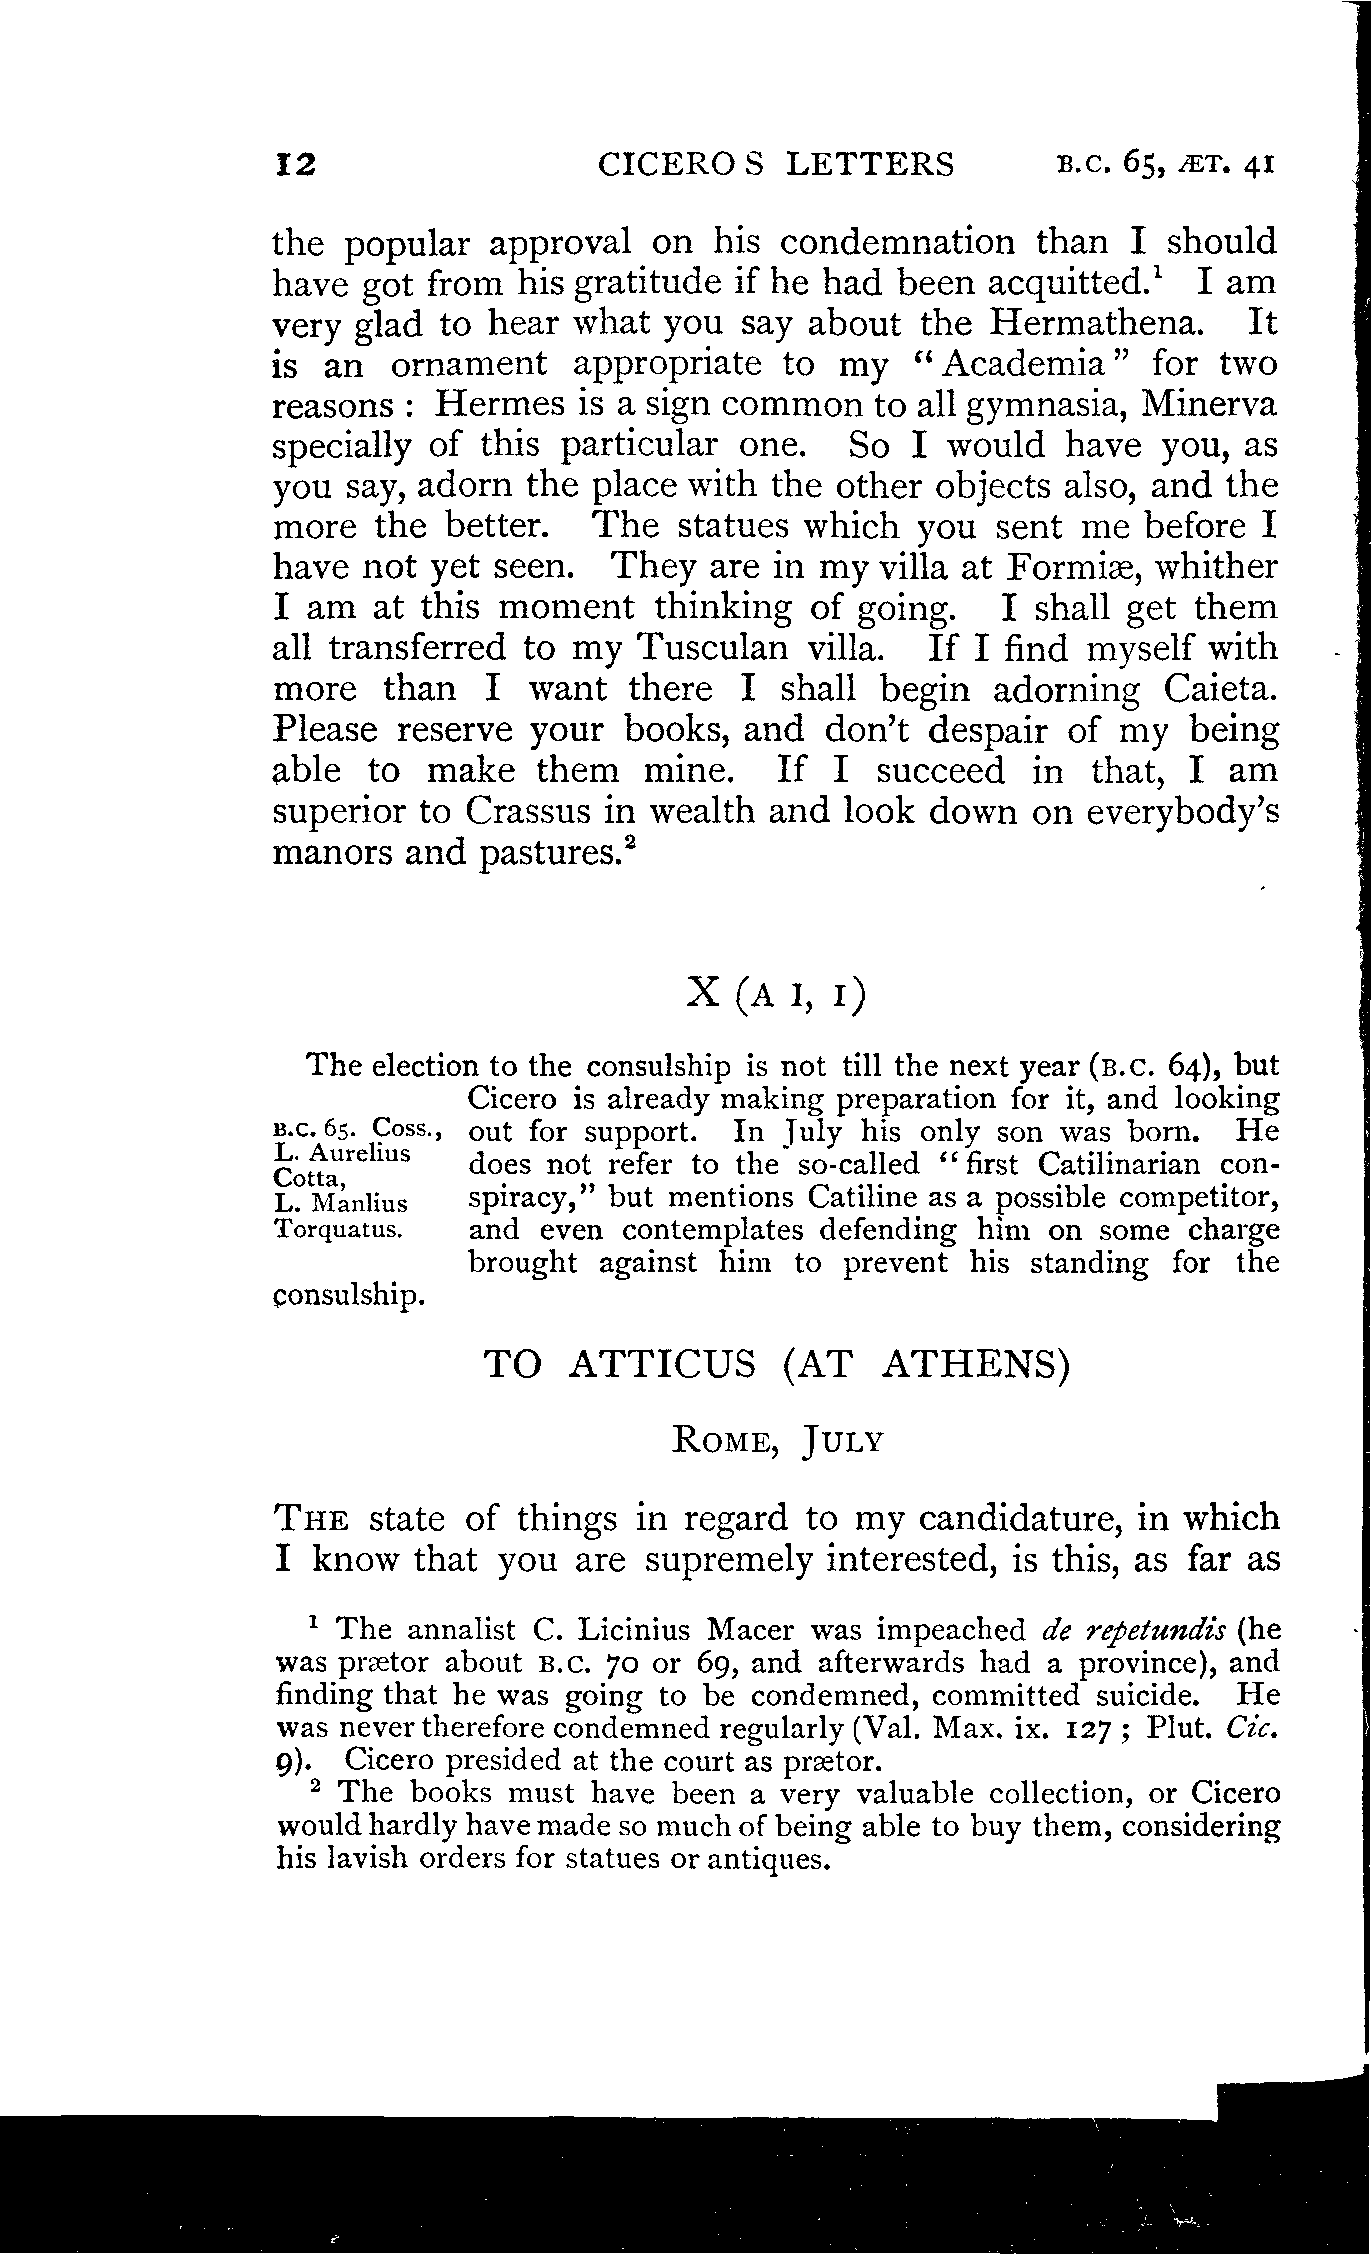 12 CICERO S LETTERS B.C. 65, ÆT. 41
the popular approval on his condemnation than I should
have got from his gratitude if he had been acquitted.¹ I am
very glad to hear what you say about the Hermathena. It
is an ornament appropriate to my “Academia” for two
reasons : Hermes is a sign common to all gymnasia, Minerva
specially of this particular one. So I would have you, as
you say, adorn the place with the other objects also, and the
more the better. The statues which you sent me before I
have not yet seen. They are in my villa at Formiæ, whither
I am at this moment thinking of going. I shall get them
all transferred to my Tusculan villa. If I find myself with
more than I want there I shall begin adorning Caieta.
Please reserve your books, and don't despair of my being
able to make them mine. If I succeed in that, I am
superior to Crassus in wealth and look down on everybody's
manors and pastures.²
X (A I, 1)
The election to the consulship is not till the next year (B.C. 64), but
Cicero is already making preparation for it, and looking
out for support. In July his only son was born. He
does not refer to the so-called “first Catilinarian con-
spiracy,” but mentions Catiline as a possible competitor,
and even contemplates defending him on some charge
brought against him to prevent his standing for the
consulship.
B.C. 65. Coss.,
L. Aurelius
Cotta,
L. Manlius
Torquatus.
TO ATTICUS (AT ATHENS)
ROME, JULY
THE state of things in regard to my candidature, in which
I know that you are supremely interested, is this, as far as
¹ The annalist C. Licinius Macer was impeached de repetundis (he
was prætor about B.C. 70 or 69, and afterwards had a province), and
finding that he was going to be condemned, committed suicide. He
was never therefore condemned regularly (Val. Max. ix. 127 ; Plut. Cic.
9). Cicero presided at the court as prætor.
² The books must have been a very valuable collection, or Cicero
would hardly have made so much of being able to buy them, considering
his lavish orders for statues or antiques.